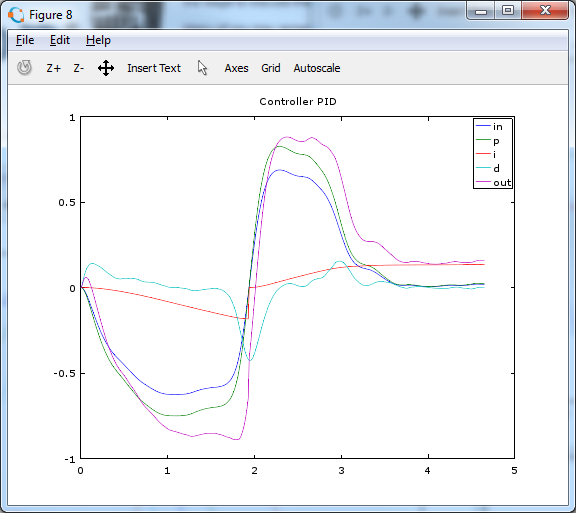 Figure 8
File Edit Help
Z+ Z- Insert Text Axes Grid Autoscale
Controller PID
in
p
i
d
out
1
0.5
0
-0.5
-1
0 1 2 3 4 5